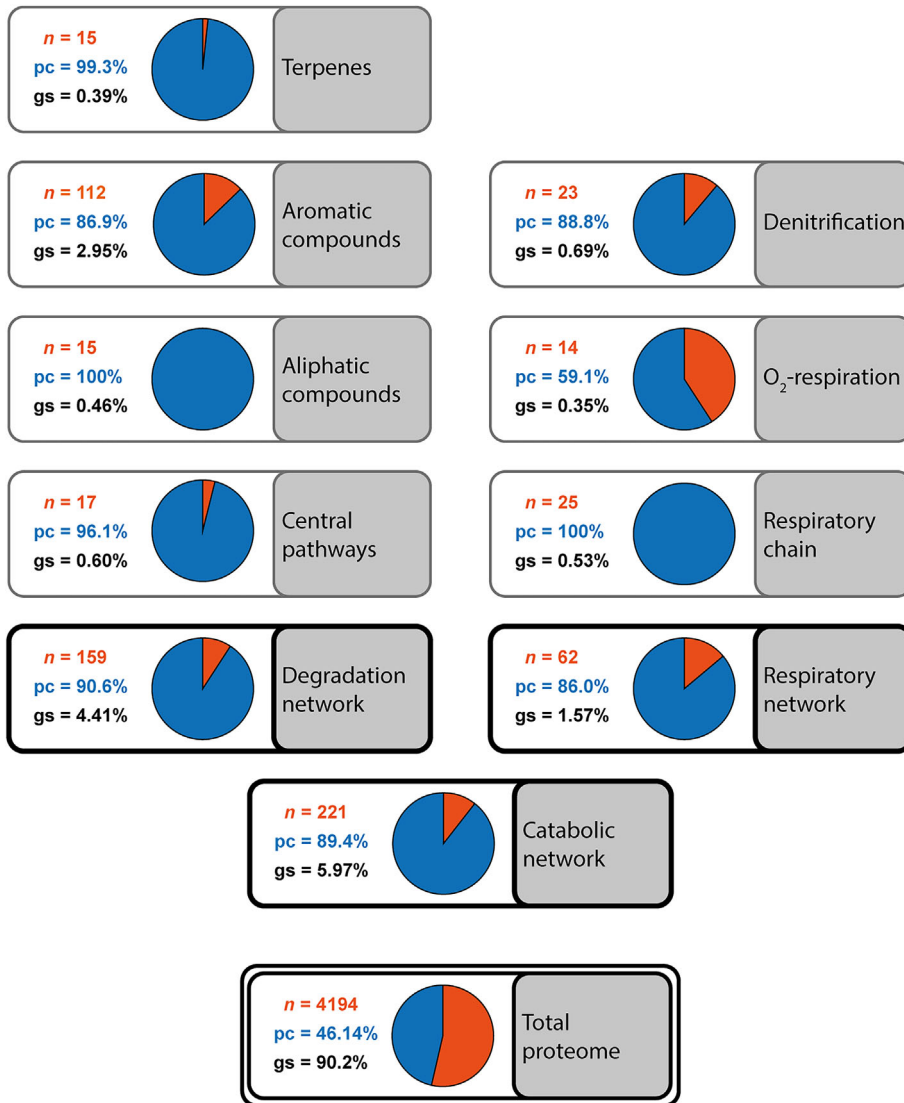 n = 15
pc = 99.3%
gs = 0.39%
Terpenes
n = 112
pc = 86.9%
gs = 2.95%
Aromatic
compounds
n = 23
pc = 88.8%
gs = 0.69%
Denitrification
n = 15
pc = 100%
gs = 0.46%
Aliphatic
compounds
n = 14
pc = 59.1%
gs = 0.35%
O₂-respiration
n = 17
pc = 96.1%
gs = 0.60%
Central
pathways
n = 25
pc = 100%
gs = 0.53%
Respiratory
chain
n = 159
pc = 90.6%
gs = 4.41%
Degradation
network
n = 62
pc = 86.0%
gs = 1.57%
Respiratory
network
n = 221
pc = 89.4%
gs = 5.97%
Catabolic
network
n = 4194
pc = 46.14%
gs = 90.2%
Total
proteome